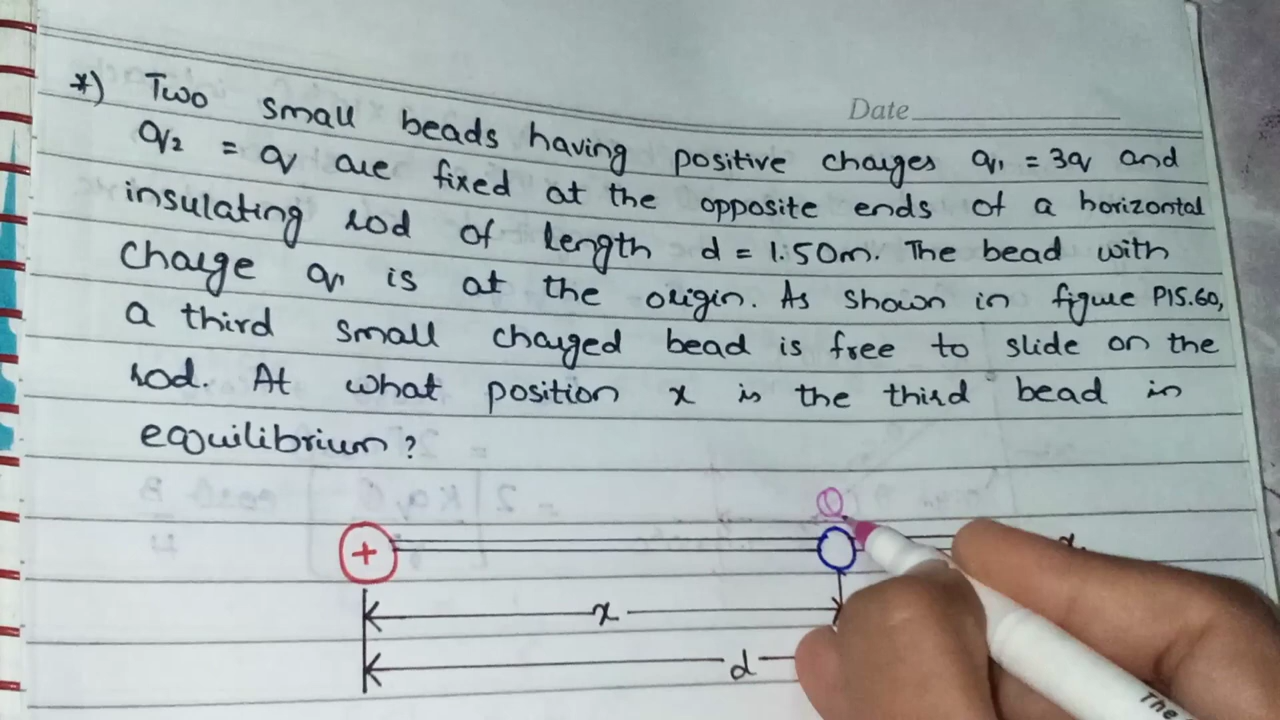 Date
*) Two small beads having positive charges q1 = 3q and
q2 = q are fixed at the opposite ends of a horizontal
insulating rod of length d = 1.50m. The bead with
charge q1 is at the origin. As shown in figure P15.60,
a third small charged bead is free to slide on the
rod. At what position x is the third bead in
equilibrium?
+
x
d
The